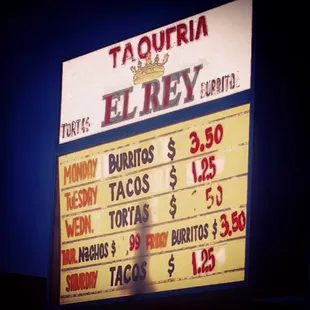 TAQUERIA
EL REY
TORTAS
BURRITOS
MONDAY BURRITOS $ 3.50
TUESDAY TACOS $ 1.25
WEDN. TORTAS $ 50
THUR. NACHOS $ .99 FRIDAY BURRITOS $ 3.50
SATURDAY TACOS $ 1.25